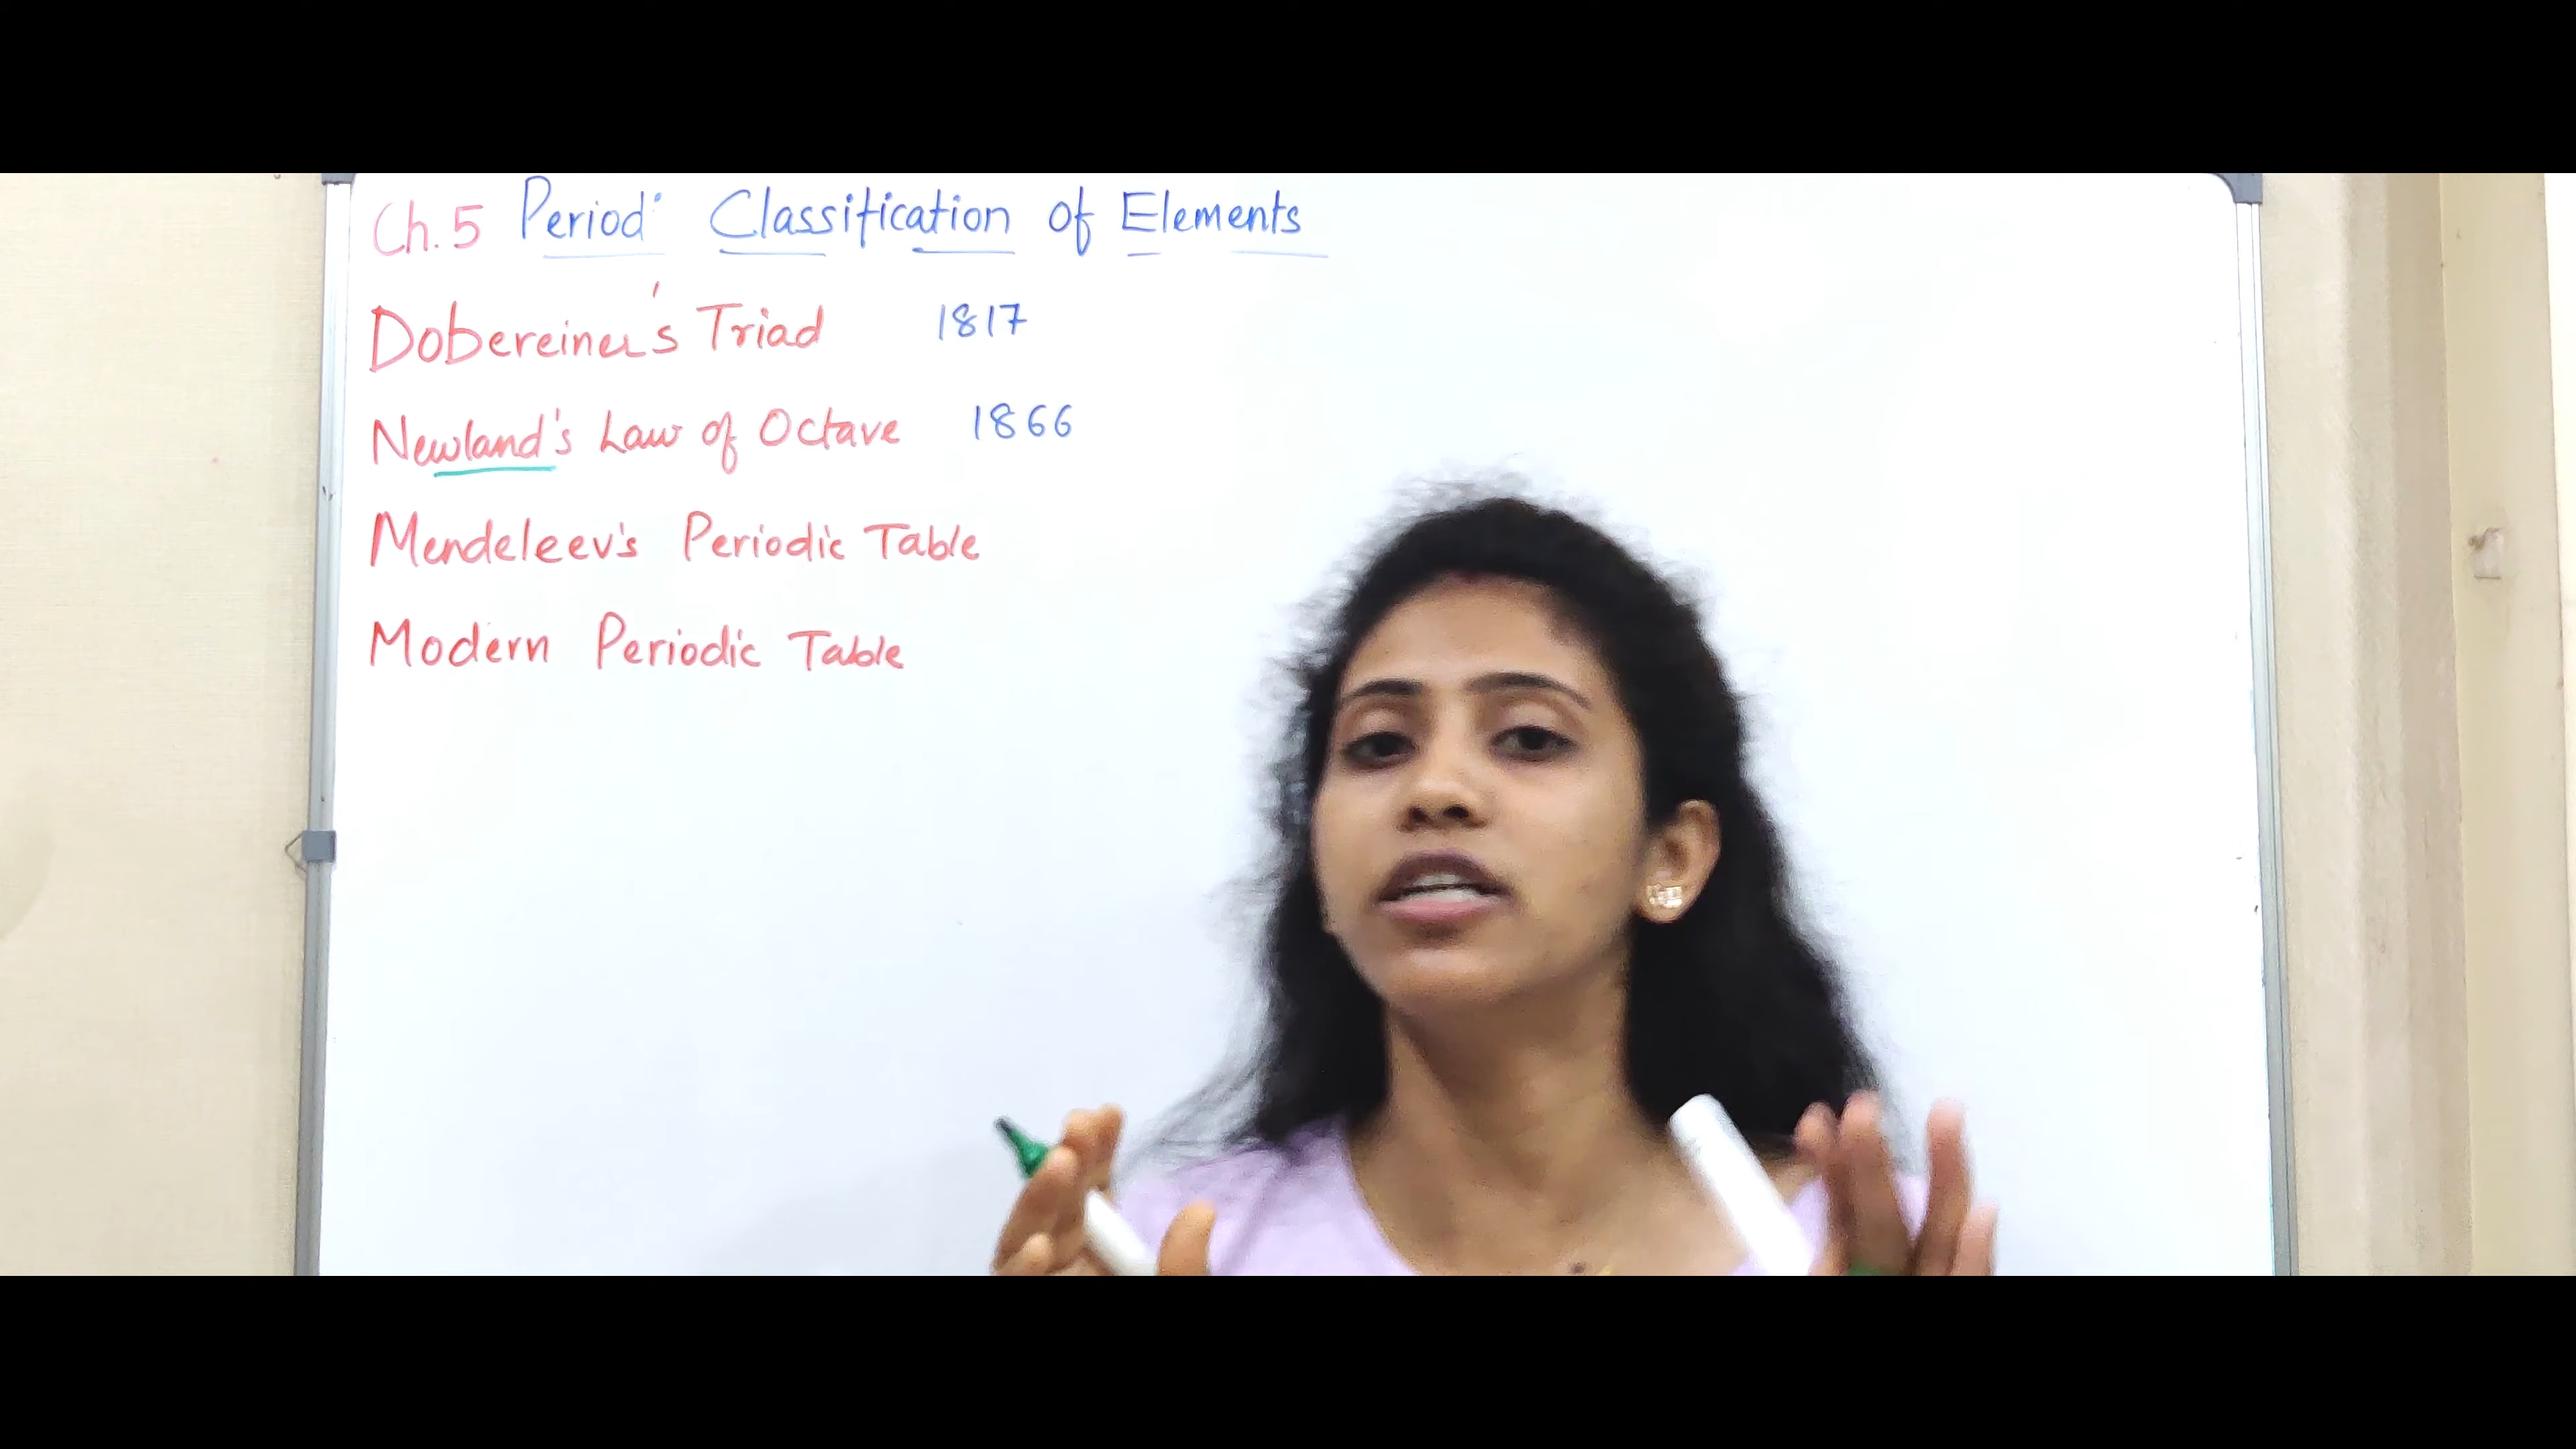 Ch.5 Period Classification of Elements
Dobereiner's Triad 1817
Newland's Law of Octave 1866
Mendeleev's Periodic Table
Modern Periodic Table